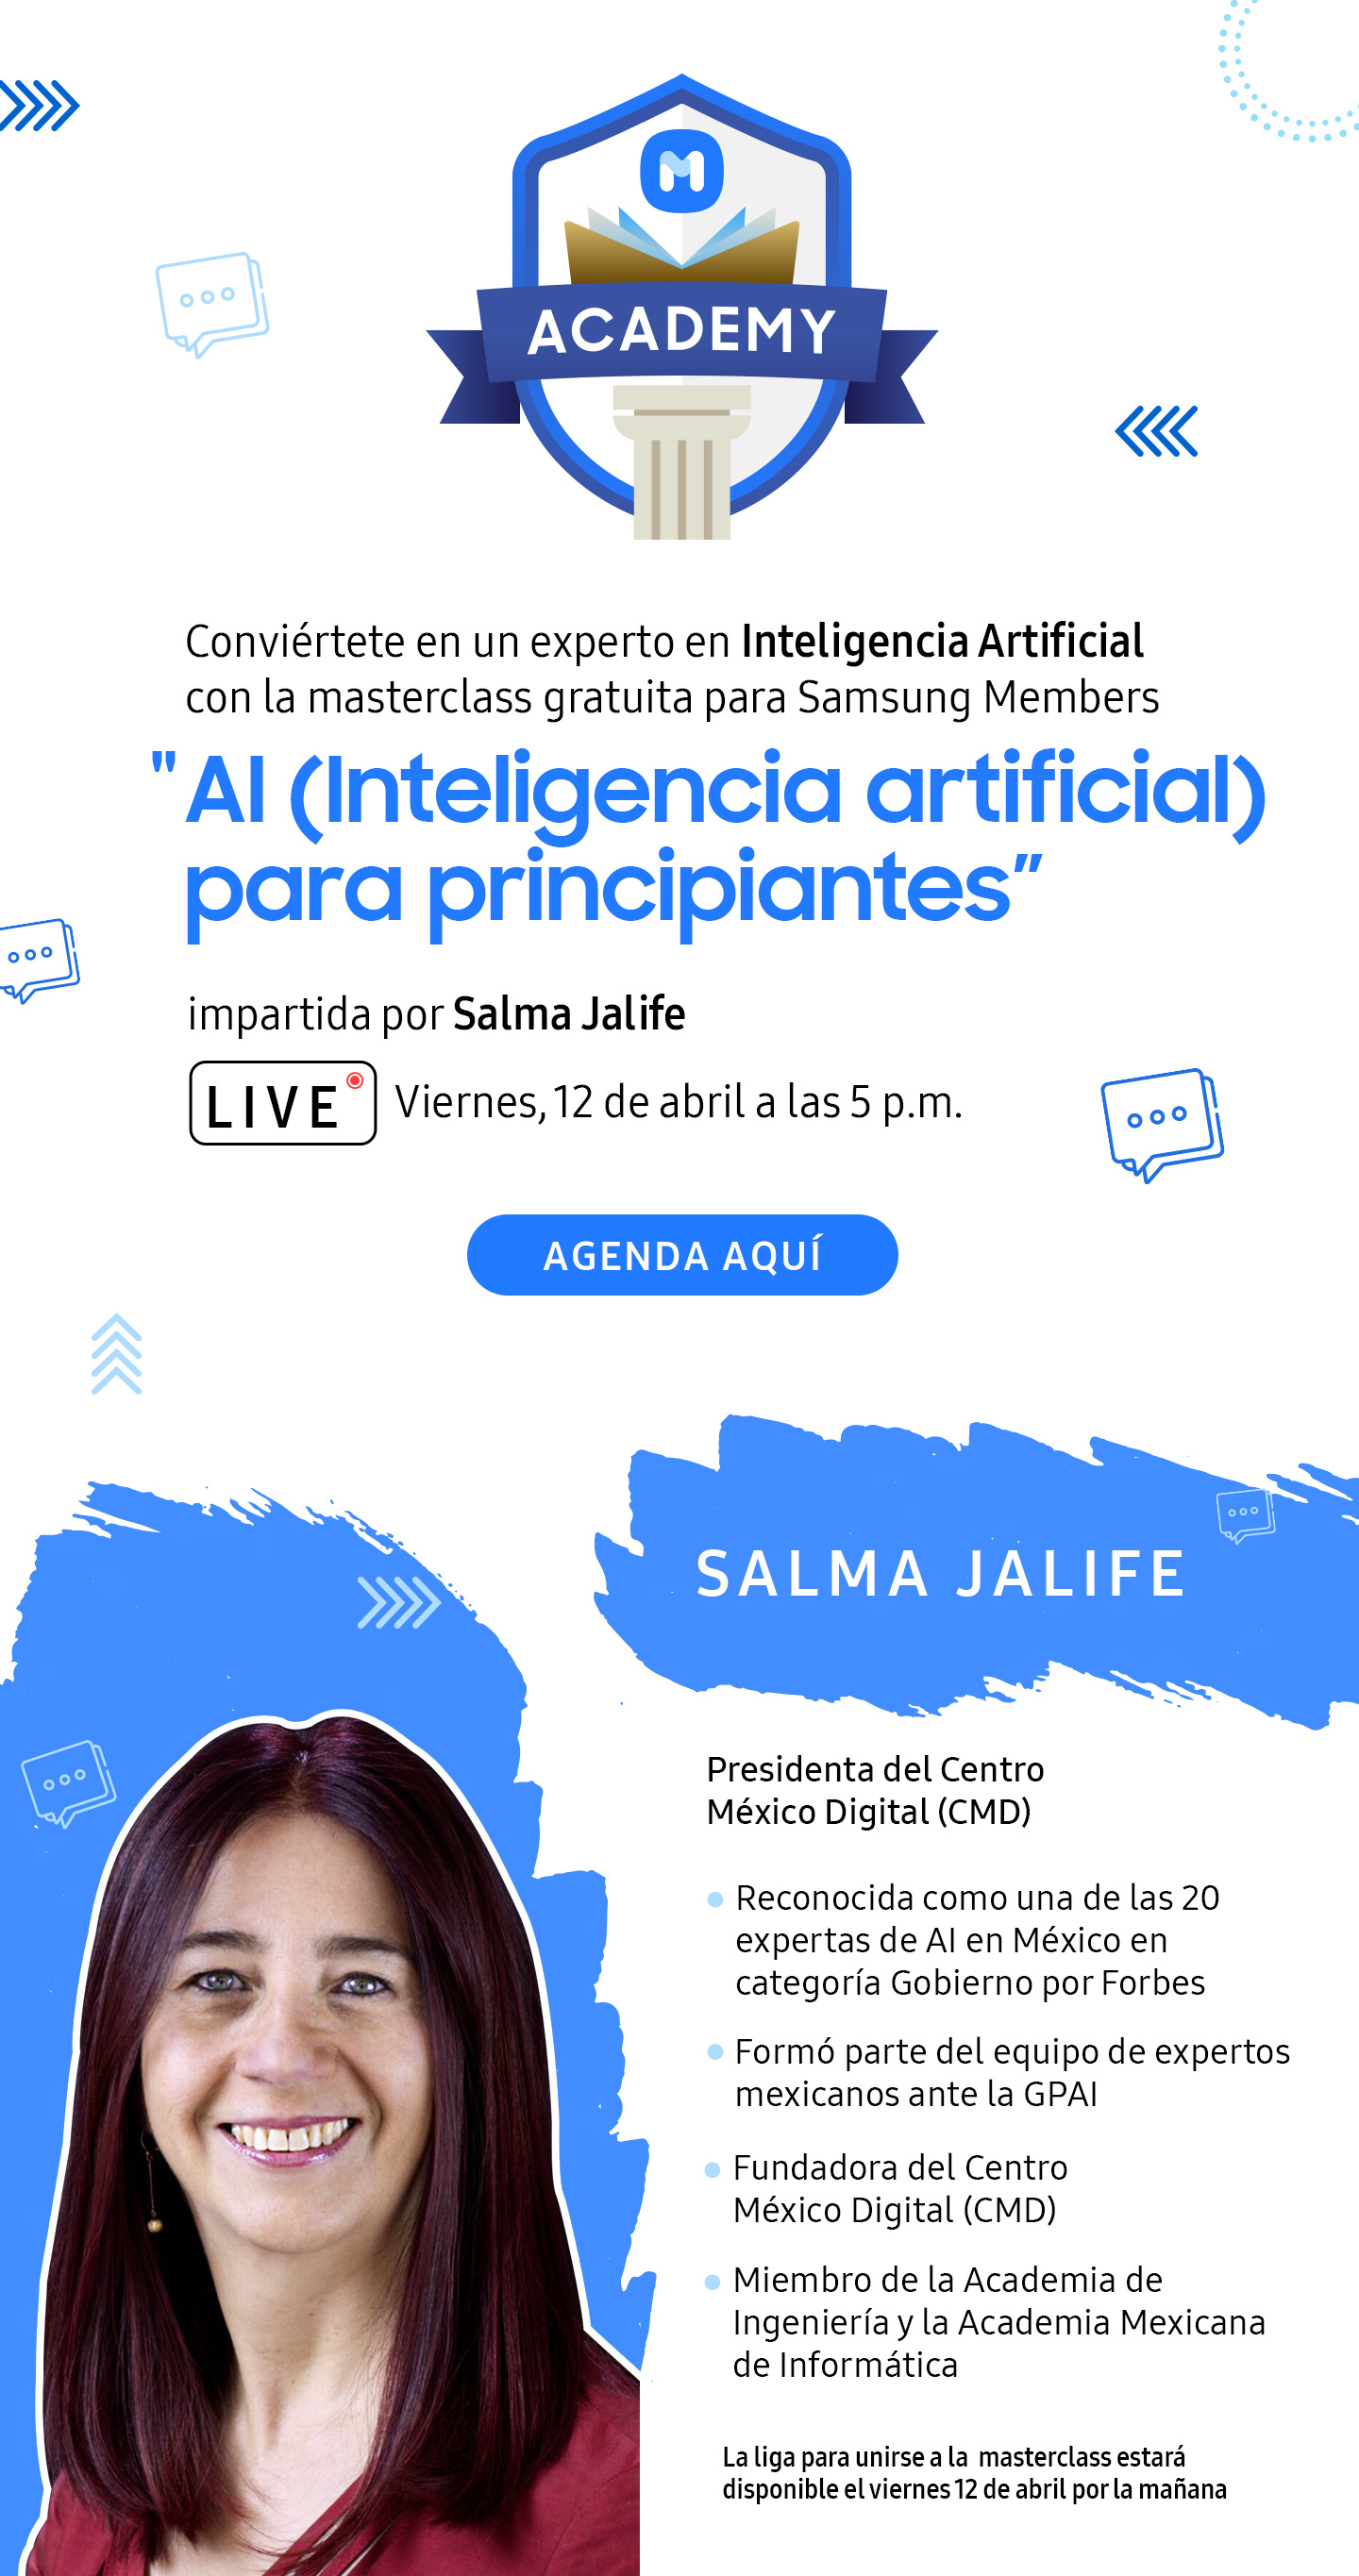 M
ACADEMY
Conviértete en un experto en Inteligencia Artificial
con la masterclass gratuita para Samsung Members
"AI (Inteligencia artificial)
para principiantes”
impartida por Salma Jalife
LIVE Viernes, 12 de abril a las 5 p.m.
AGENDA AQUÍ
SALMA JALIFE
Presidenta del Centro
México Digital (CMD)
Reconocida como una de las 20
expertas de AI en México en
categoría Gobierno por Forbes
Formó parte del equipo de expertos
mexicanos ante la GPAI
Fundadora del Centro
México Digital (CMD)
Miembro de la Academia de
Ingeniería y la Academia Mexicana
de Informática
La liga para unirse a la masterclass estará
disponible el viernes 12 de abril por la mañana